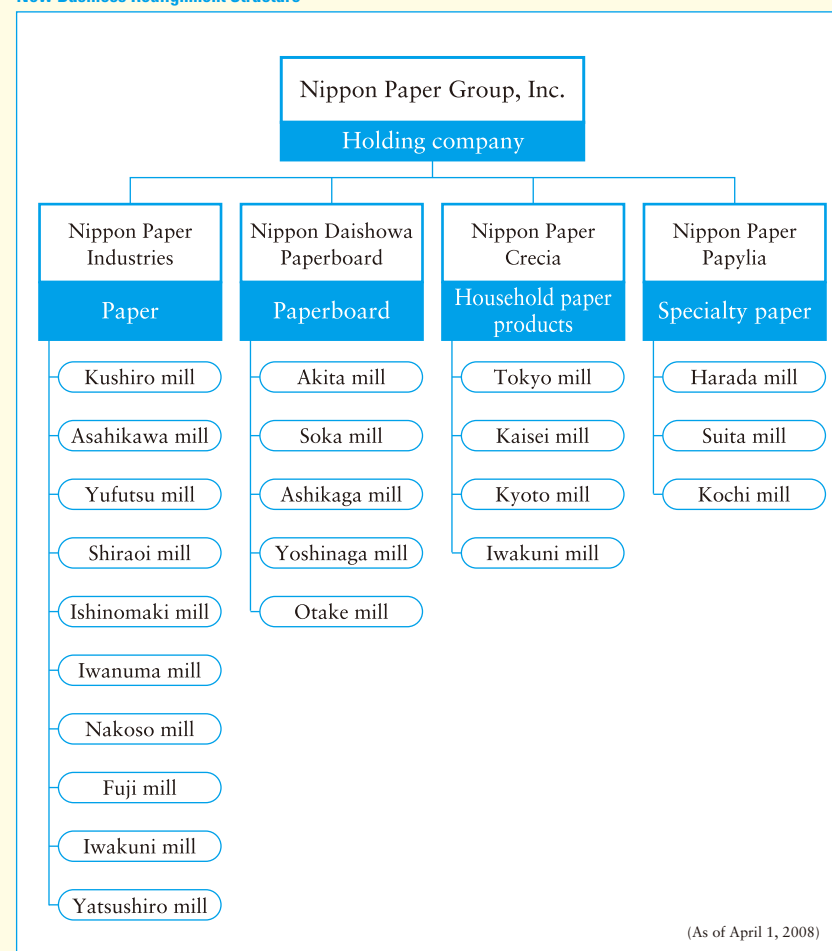 Nippon Paper Group, Inc.
Holding company
Nippon Paper
Industries
Paper
Kushiro mill
Asahikawa mill
Yufutsu mill
Shiraoi mill
Ishinomaki mill
Iwanuma mill
Nakoso mill
Fuji mill
Iwakuni mill
Yatsushiro mill
Nippon Daishowa
Paperboard
Paperboard
Akita mill
Soka mill
Ashikaga mill
Yoshinaga mill
Otake mill
Nippon Paper
Crecia
Household paper
products
Tokyo mill
Kaisei mill
Kyoto mill
Iwakuni mill
Nippon Paper
Papylia
Specialty paper
Harada mill
Suita mill
Kochi mill
(As of April 1, 2008)